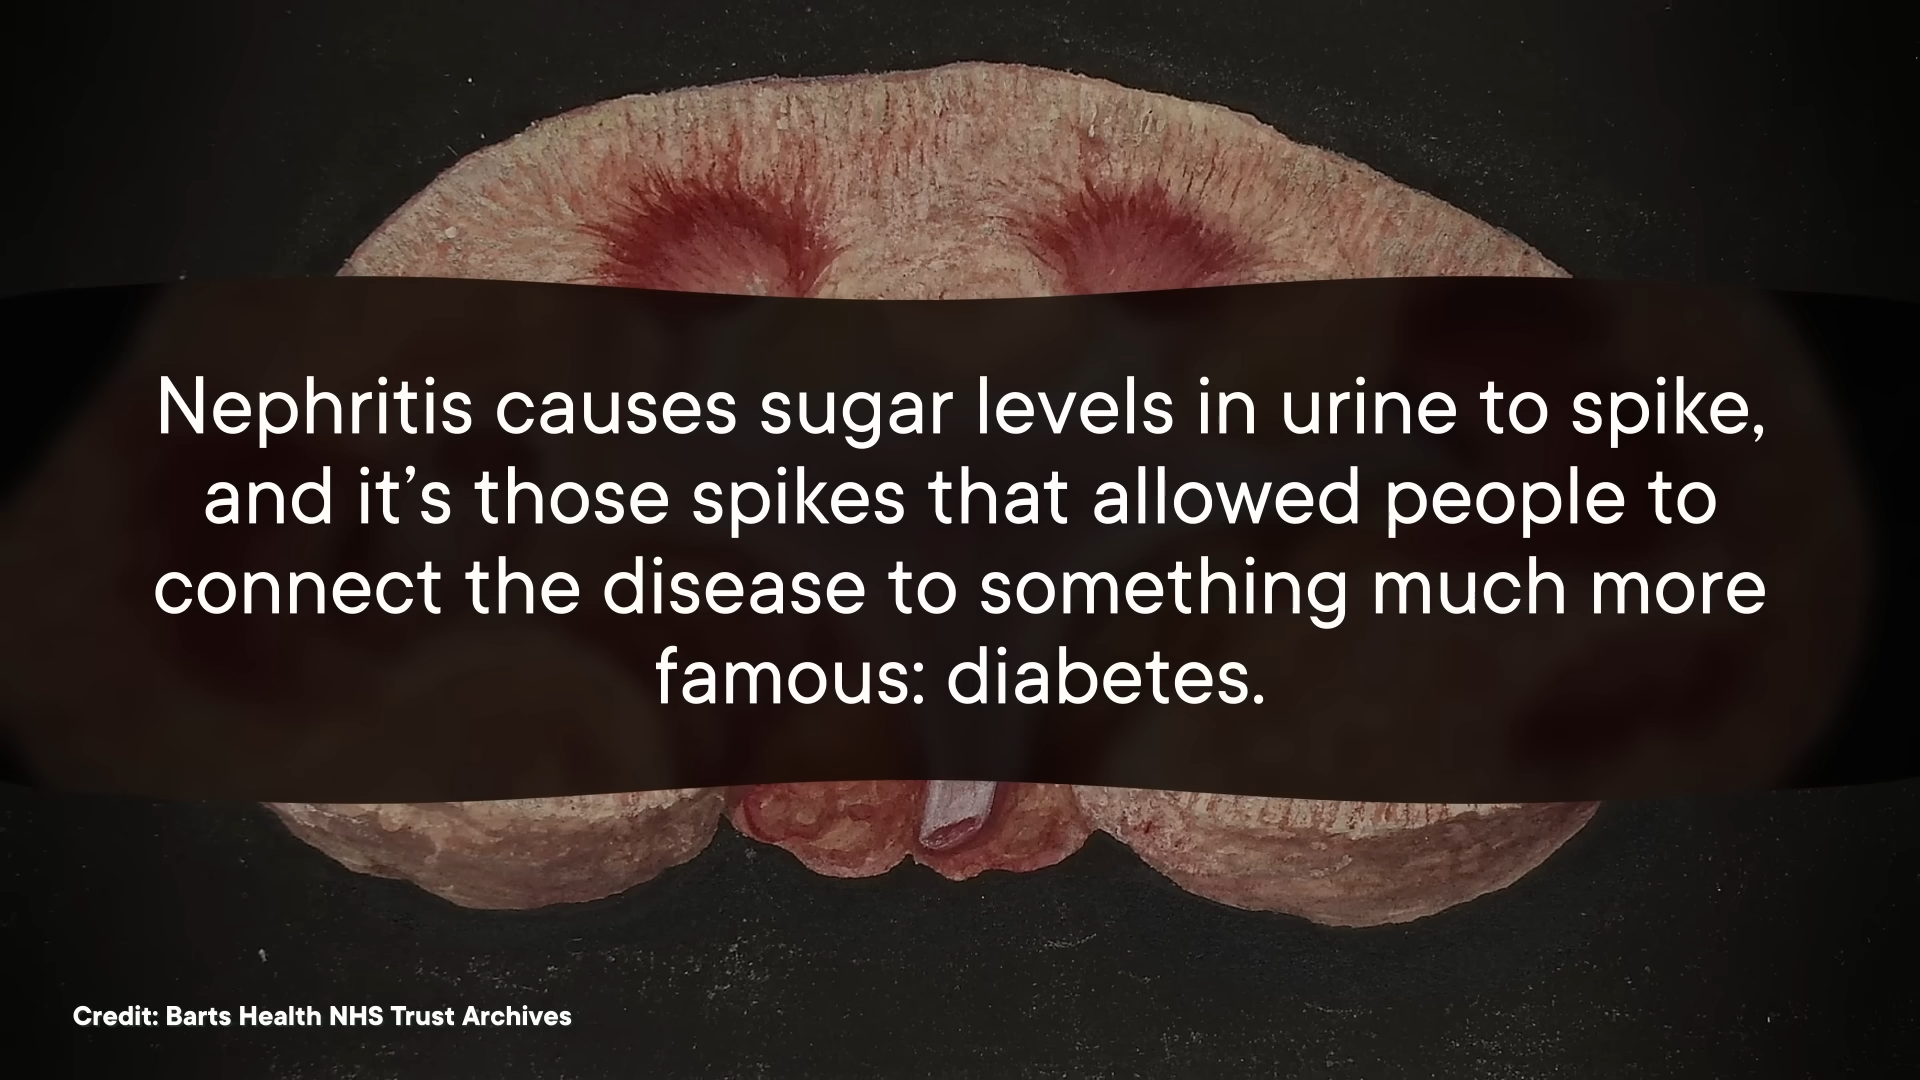 Nephritis causes sugar levels in urine to spike,
and it’s those spikes that allowed people to
connect the disease to something much more
famous: diabetes.
Credit: Barts Health NHS Trust Archives